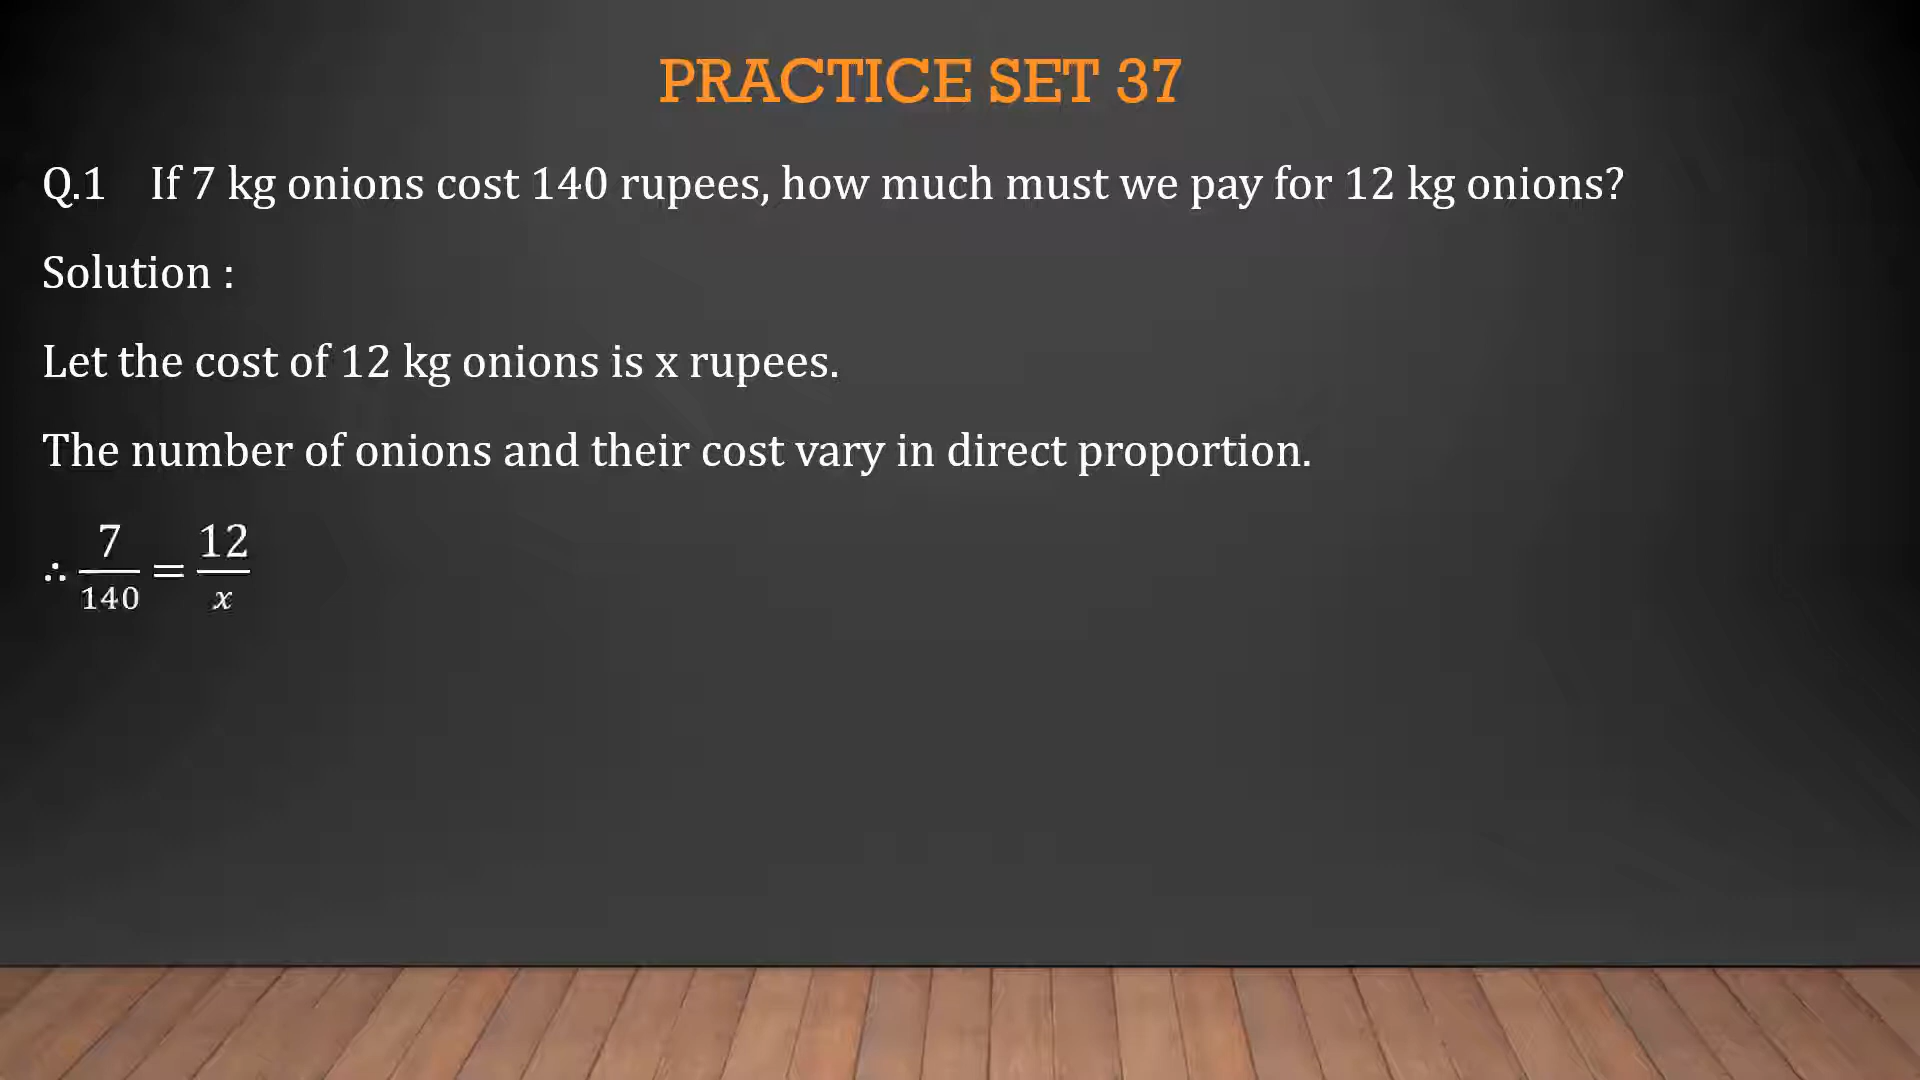 PRACTICE SET 37
Q.1 If 7 kg onions cost 140 rupees, how much must we pay for 12 kg onions?
Solution :
Let the cost of 12 kg onions is x rupees.
The number of onions and their cost vary in direct proportion.
∴ 7/140 = 12/x